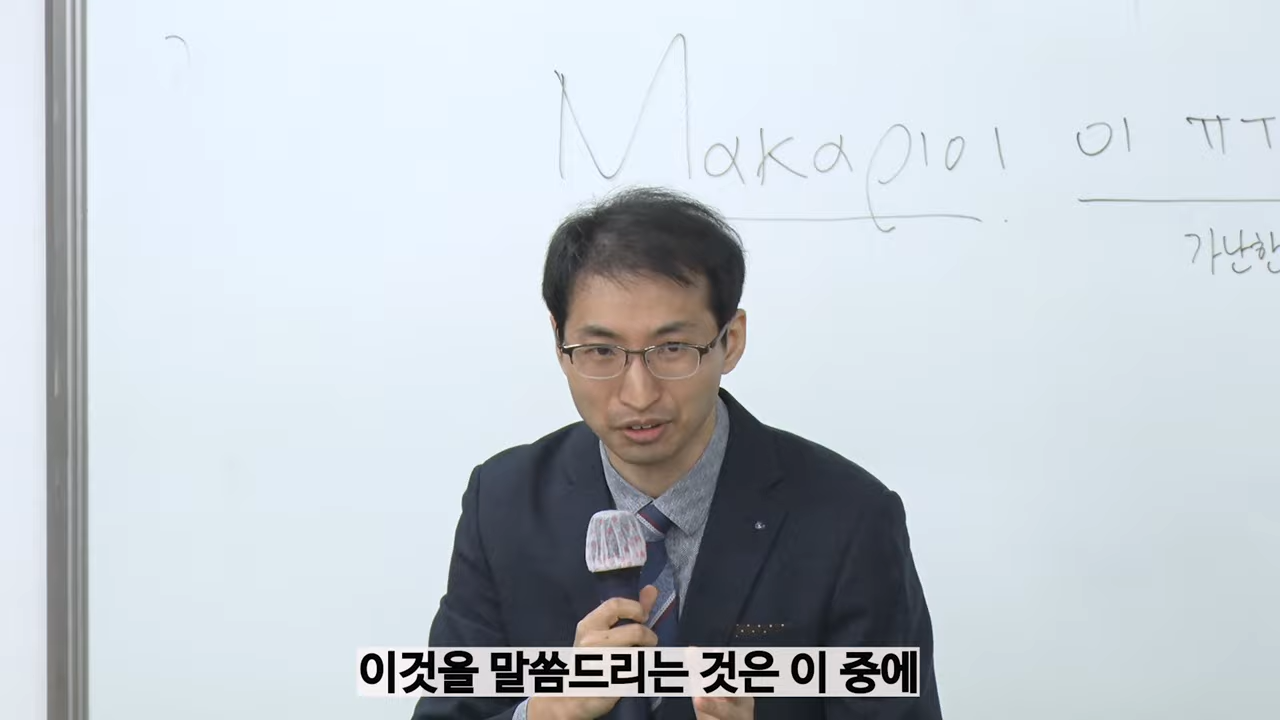 Μακαριοι οι πτ
가난한
이것을 말씀드리는 것은 이 중에